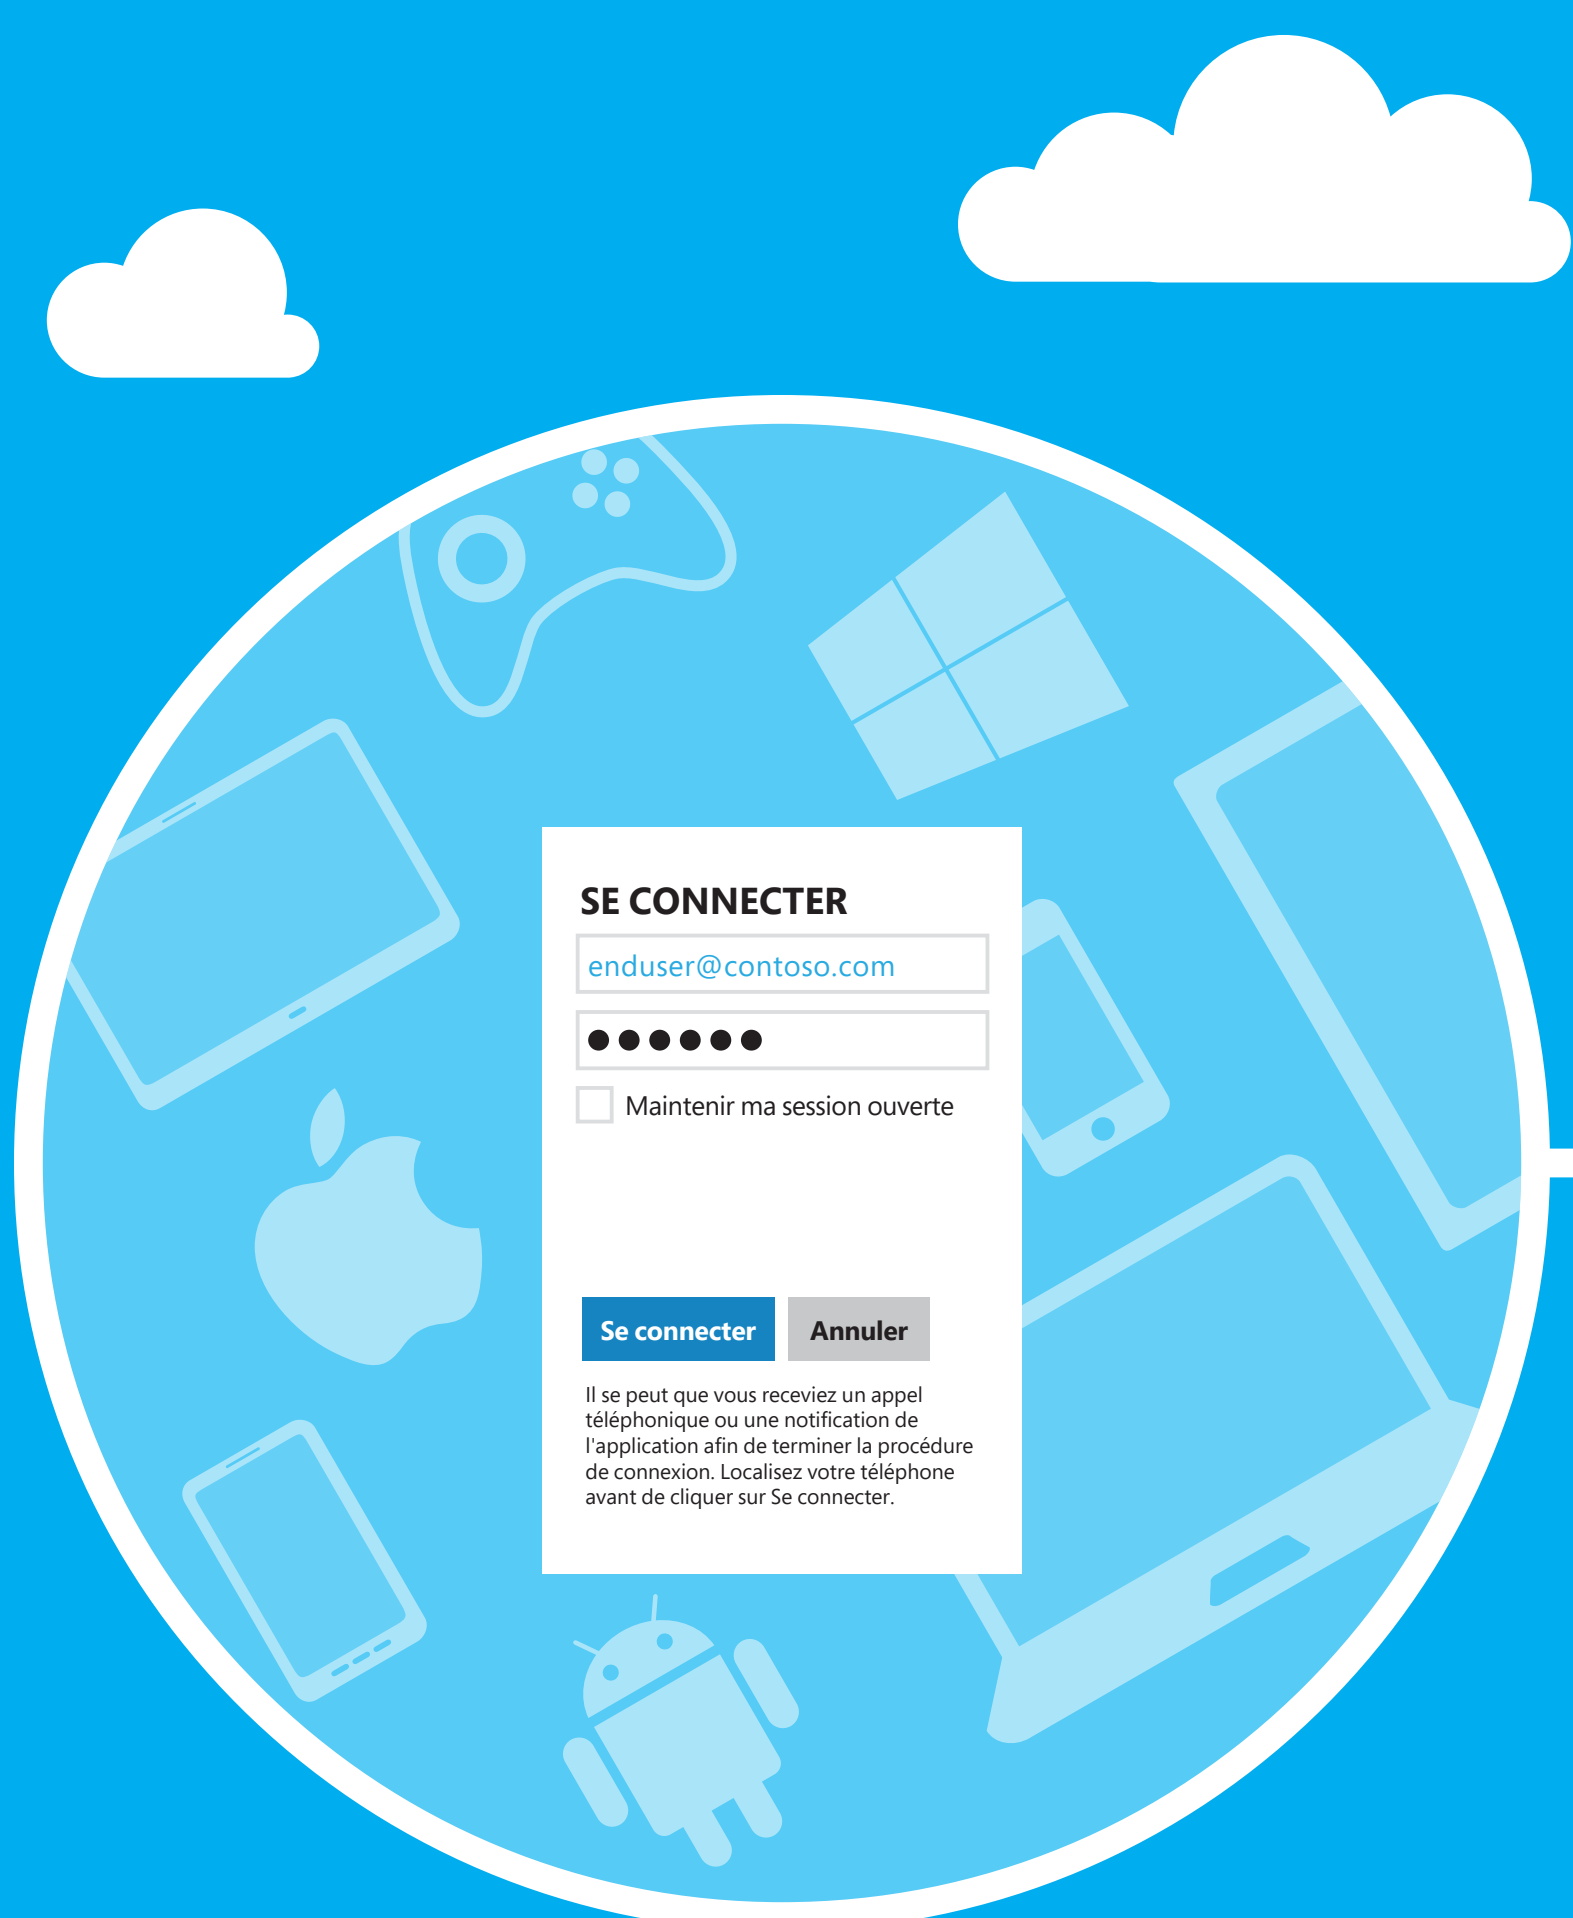 SE CONNECTER
enduser@contoso.com
●●●●●●
Maintenir ma session ouverte
Se connecter
Annuler
Il se peut que vous receviez un appel
téléphonique ou une notification de
l'application afin de terminer la procédure
de connexion. Localisez votre téléphone
avant de cliquer sur Se connecter.